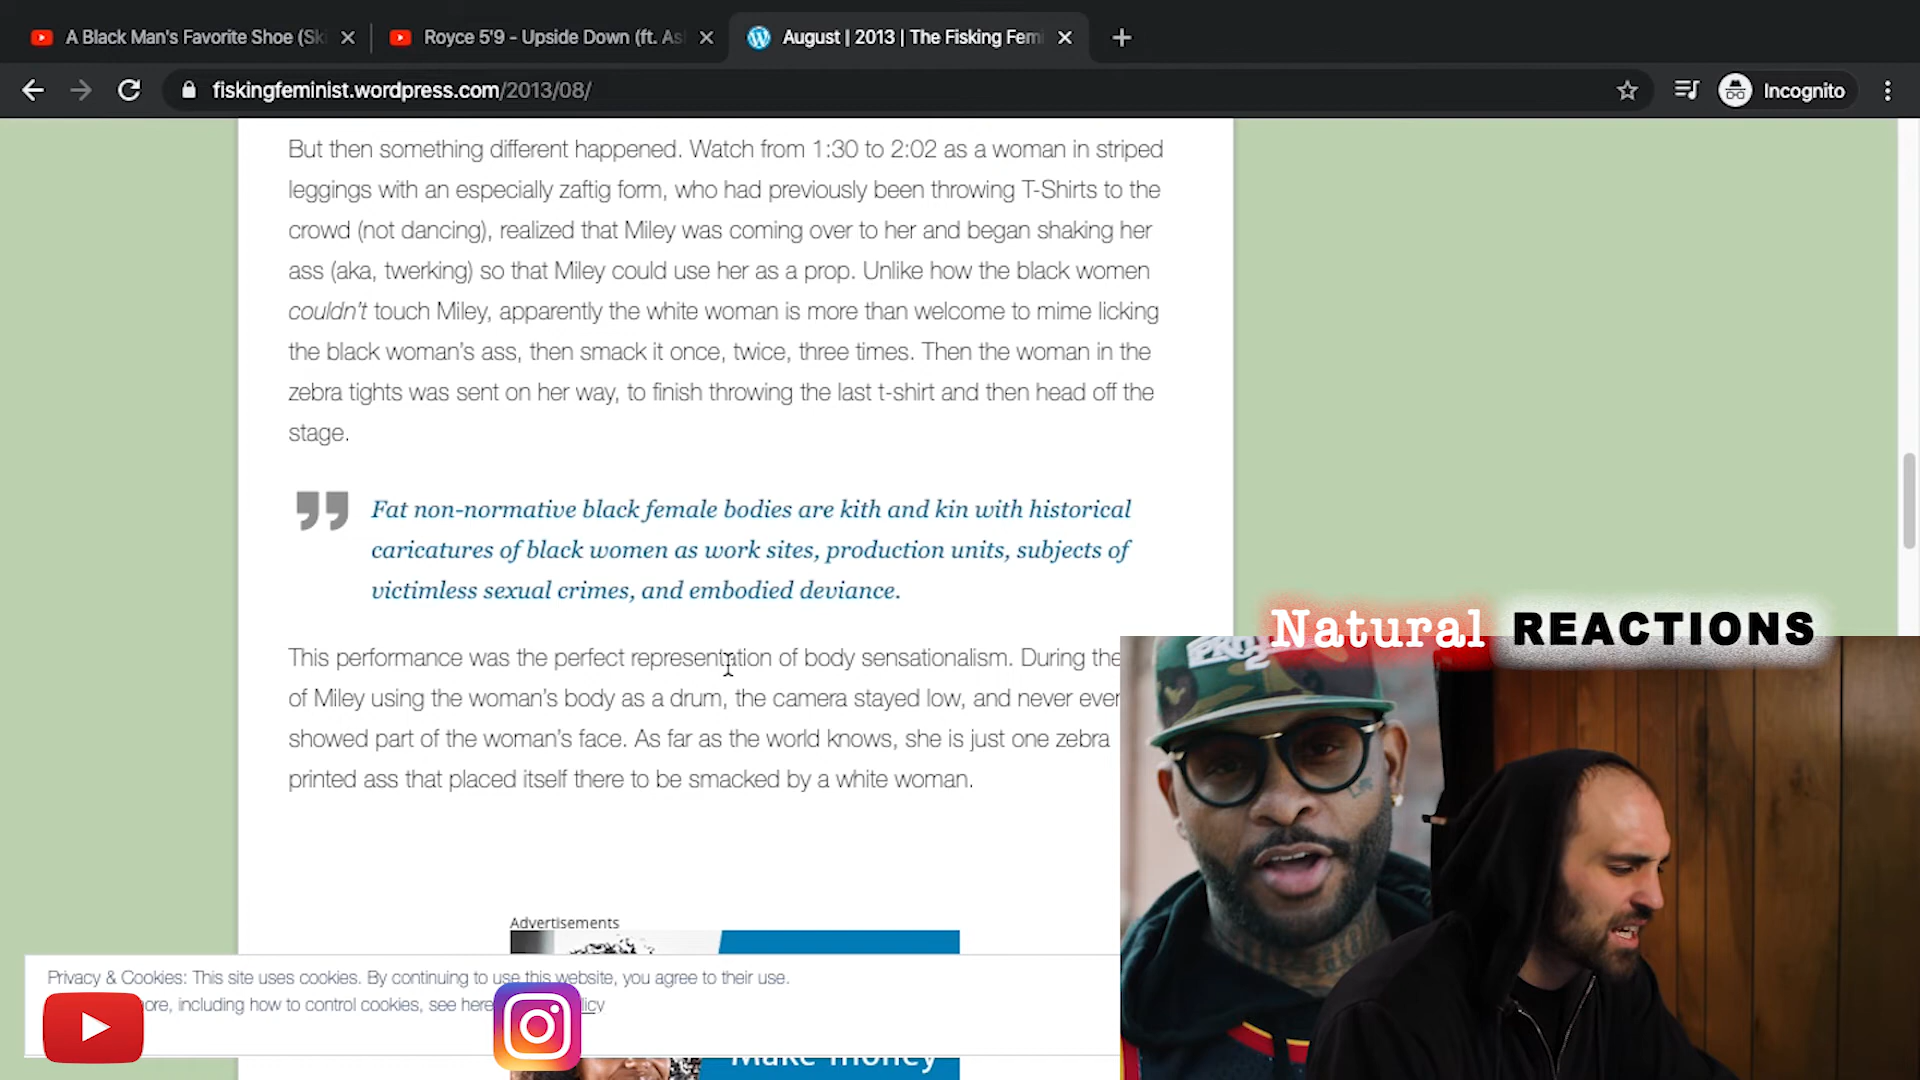 A Black Man's Favorite Shoe (Sk
Royce 5'9 - Upside Down (ft. As
August | 2013 | The Fisking Fem
fiskingfeminist.wordpress.com/2013/08/
Incognito
But then something different happened. Watch from 1:30 to 2:02 as a woman in striped
leggings with an especially zaftig form, who had previously been throwing T-Shirts to the
crowd (not dancing), realized that Miley was coming over to her and began shaking her
ass (aka, twerking) so that Miley could use her as a prop. Unlike how the black women
couldn't touch Miley, apparently the white woman is more than welcome to mime licking
the black woman's ass, then smack it once, twice, three times. Then the woman in the
zebra tights was sent on her way, to finish throwing the last t-shirt and then head off the
stage.
Fat non-normative black female bodies are kith and kin with historical
caricatures of black women as work sites, production units, subjects of
victimless sexual crimes, and embodied deviance.
Natural REACTIONS
This performance was the perfect representation of body sensationalism. During the
of Miley using the woman's body as a drum, the camera stayed low, and never even
showed part of the woman's face. As far as the world knows, she is just one zebra
printed ass that placed itself there to be smacked by a white woman.
Advertisements
Privacy & Cookies: This site uses cookies. By continuing to use this website, you agree to their use.
ore, including how to control cookies, see here
licy
Make money